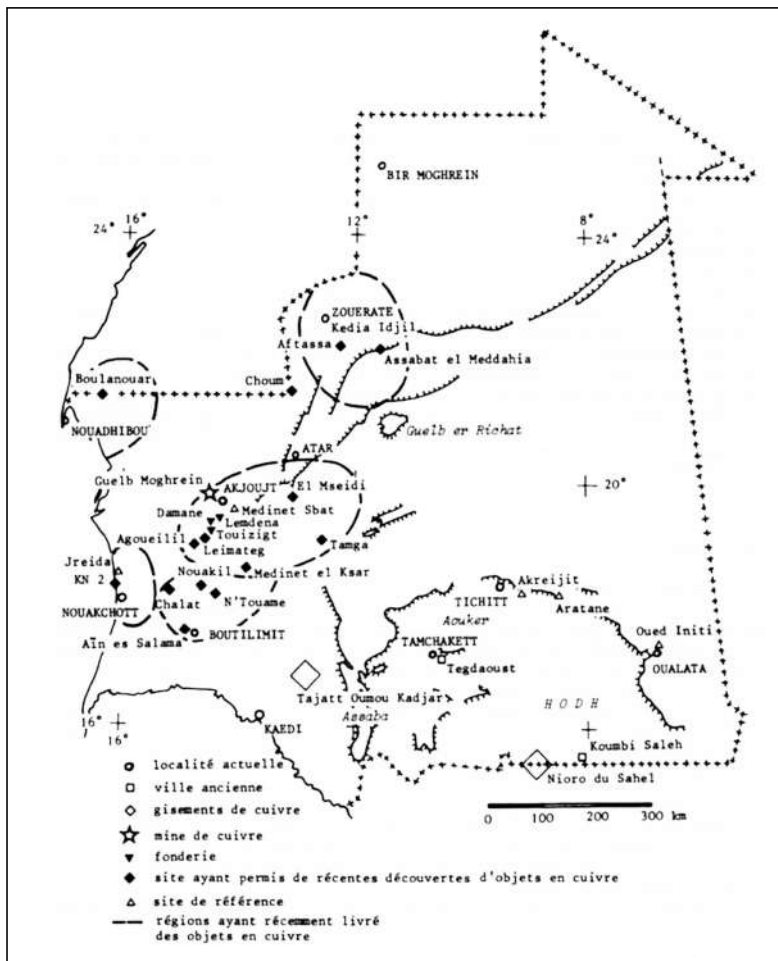 BIR MOGHREIN
16°
24°
12°
8°
24°
ZOUERATE
Kedia Idjil
Aftassa
Assabat el Meddahia
Boulanouar
Choum
NOUADHIBOU
Guelb er Richat
ATAR
Guelb Moghrein
AKJOUJT
El Mseidi
20°
Medinet Sbat
Damane
Lemdena
Touizigt
Agoueilil
Leimateg
Tamga
Jreida
KN 2
Nouakil
Medinet el Ksar
Akreijit
TICHITT
Chalat
N'Touame
NOUAKCHOTT
Aratane
Aouker
Oued Initi
Aïn es Salama
BOUTILIMIT
TAMCHAKETT
Tegdaoust
OUALATA
Tajatt Oumou Kadjar
HODH
16°
16°
KAEDI
Assaba
Koumbi Saleh
Nioro du Sahel
localité actuelle
ville ancienne
gisements de cuivre
mine de cuivre
fonderie
site ayant permis de récentes découvertes d'objets en cuivre
site de référence
régions ayant récemment livré
des objets en cuivre
0 100 200 300
km